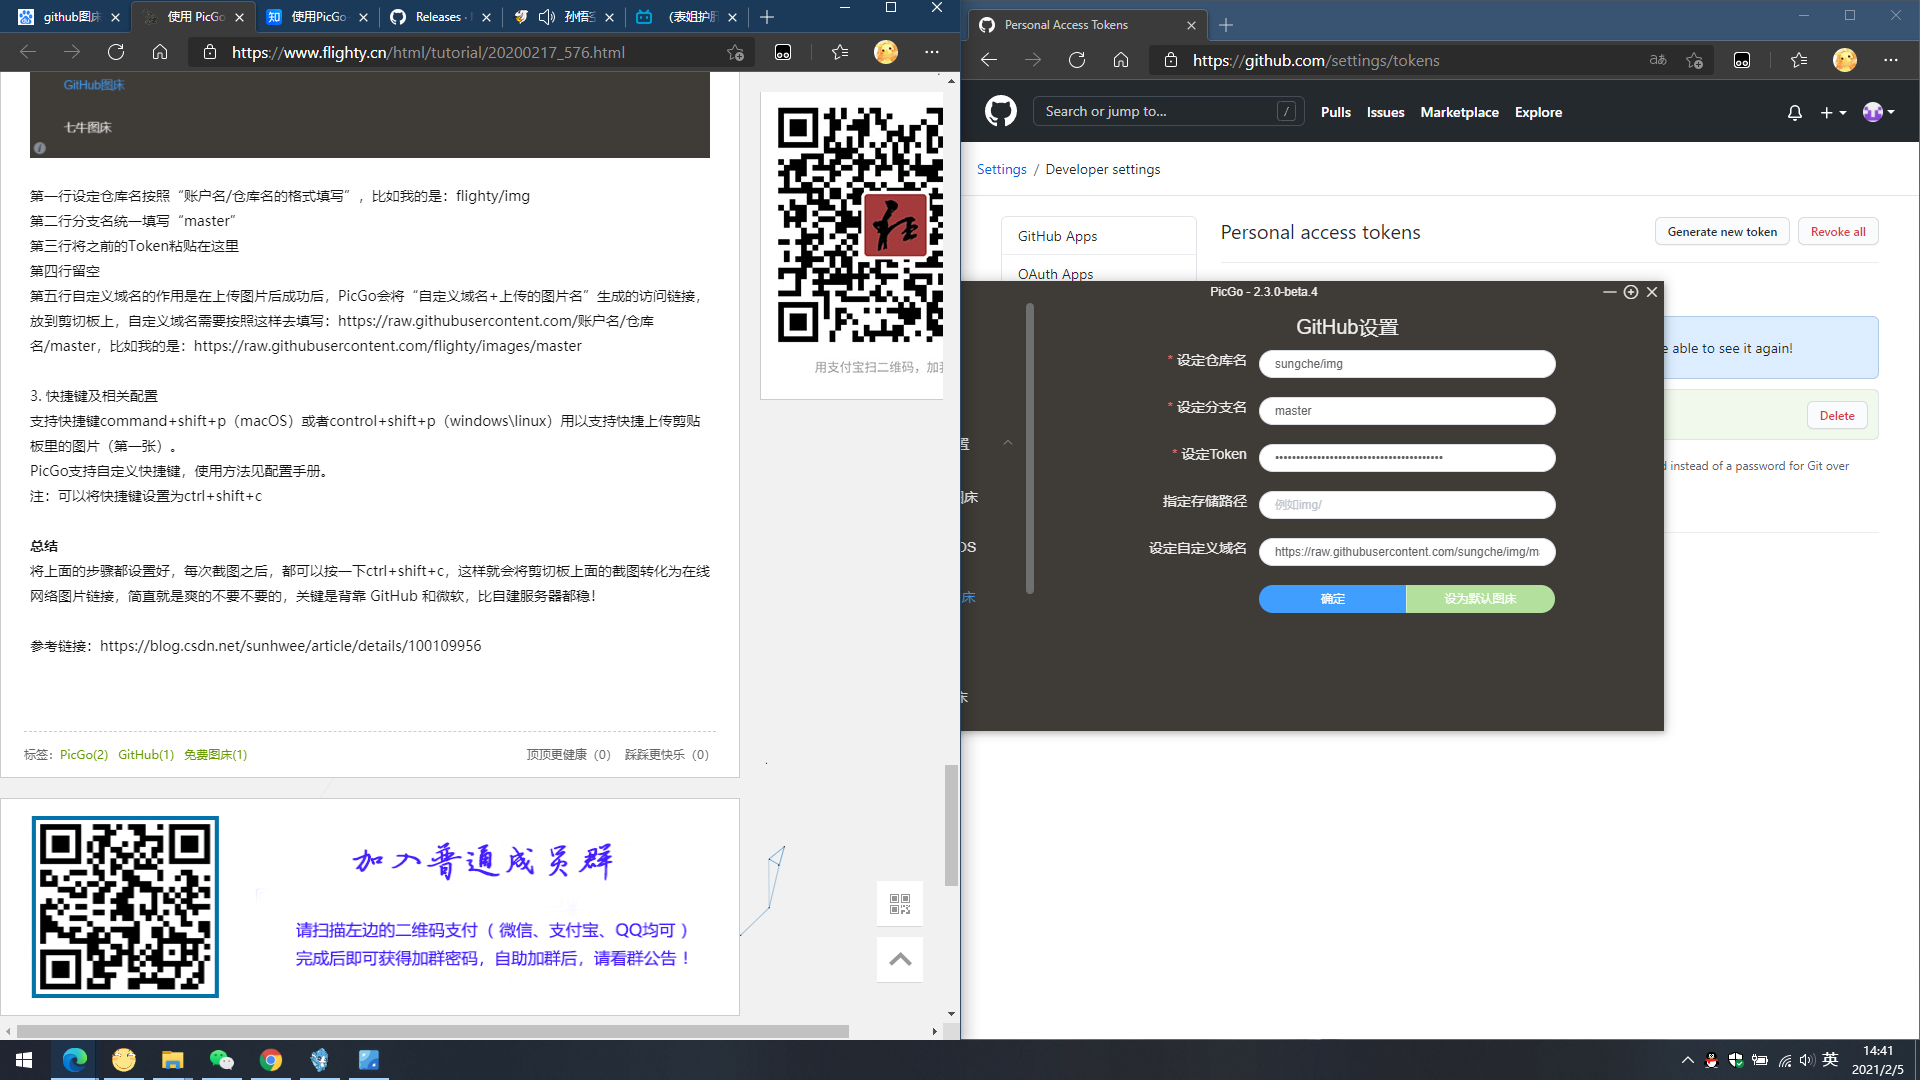 github图床
使用 PicGo
使用PicGo
Releases
孙悟空
(表姐护肝
https://www.flighty.cn/html/tutorial/20200217_576.html
GitHub图床
七牛图床
第一行设定仓库名按照“账户名/仓库名的格式填写”，比如我的是：flighty/img
第二行分支名统一填写“master”
第三行将之前的Token粘贴在这里
第四行留空
第五行自定义域名的作用是在上传图片后成功后，PicGo会将“自定义域名+上传的图片名”生成的访问链接，
放到剪切板上，自定义域名需要按照这样去填写：https://raw.githubusercontent.com/账户名/仓库
名/master，比如我的是：https://raw.githubusercontent.com/flighty/images/master
3. 快捷键及相关配置
支持快捷键command+shift+p（macOS）或者control+shift+p（windows\linux）用以支持快捷上传剪贴
板里的图片（第一张）。
PicGo支持自定义快捷键，使用方法见配置手册。
注：可以将快捷键设置为ctrl+shift+c
总结
将上面的步骤都设置好，每次截图之后，都可以按一下ctrl+shift+c，这样就会将剪切板上面的截图转化为在线
网络图片链接，简直就是爽的不要不要的，关键是背靠 GitHub 和微软，比自建服务器都稳！
参考链接：https://blog.csdn.net/sunhwee/article/details/100109956
标签：PicGo(2) GitHub(1) 免费图床(1)
顶顶更健康（0） 踩踩更快乐（0）
用支付宝扫二维码，加
加入普通成员群
请扫描左边的二维码支付（ 微信、支付宝、QQ均可 ）
完成后即可获得加群密码，自助加群后，请看群公告！
Personal Access Tokens
https://github.com/settings/tokens
Search or jump to...
/
Pulls
Issues
Marketplace
Explore
Settings / Developer settings
GitHub Apps
OAuth Apps
Personal access tokens
Generate new token
Revoke all
able to see it again!
Delete
instead of a password for Git over
PicGo - 2.3.0-beta.4
GitHub设置
* 设定仓库名
sungche/img
* 设定分支名
master
* 设定Token
指定存储路径
例如img/
设定自定义域名
https://raw.githubusercontent.com/sungche/img/m
确定
设为默认图床
置
床
OS
床
英
14:41
2021/2/5